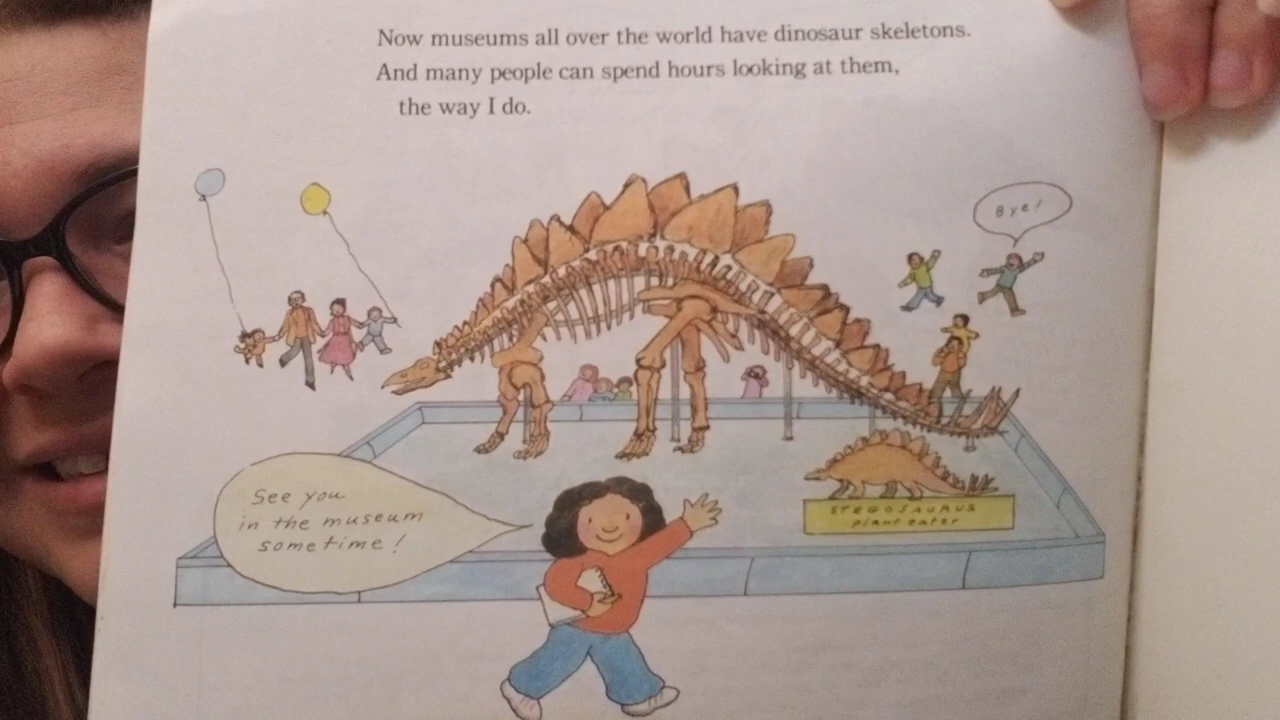 Now museums all over the world have dinosaur skeletons.
And many people can spend hours looking at them,
the way I do.
Bye!
See you
in the museum
sometime!
STEGOSAURUS
plant eater